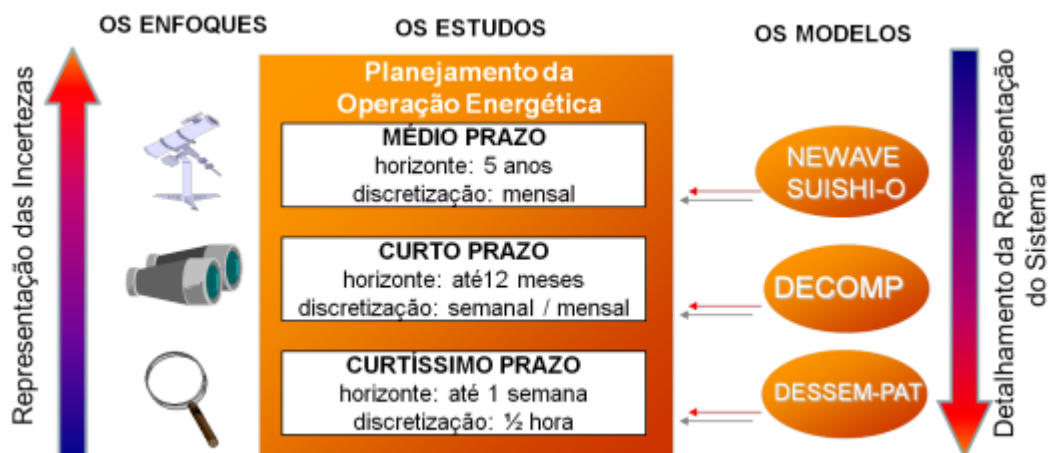 OS ENFOQUES
OS ESTUDOS
OS MODELOS
Representação das Incertezas
Planejamento da
Operação Energética
MÉDIO PRAZO
horizonte: 5 anos
discretização: mensal
NEWAVE
SUISHI-O
CURTO PRAZO
horizonte: até12 meses
discretização: semanal / mensal
DECOMP
CURTÍSSIMO PRAZO
horizonte: até 1 semana
discretização: ½ hora
DESSEM-PAT
Detalhamento da Representação
do Sistema